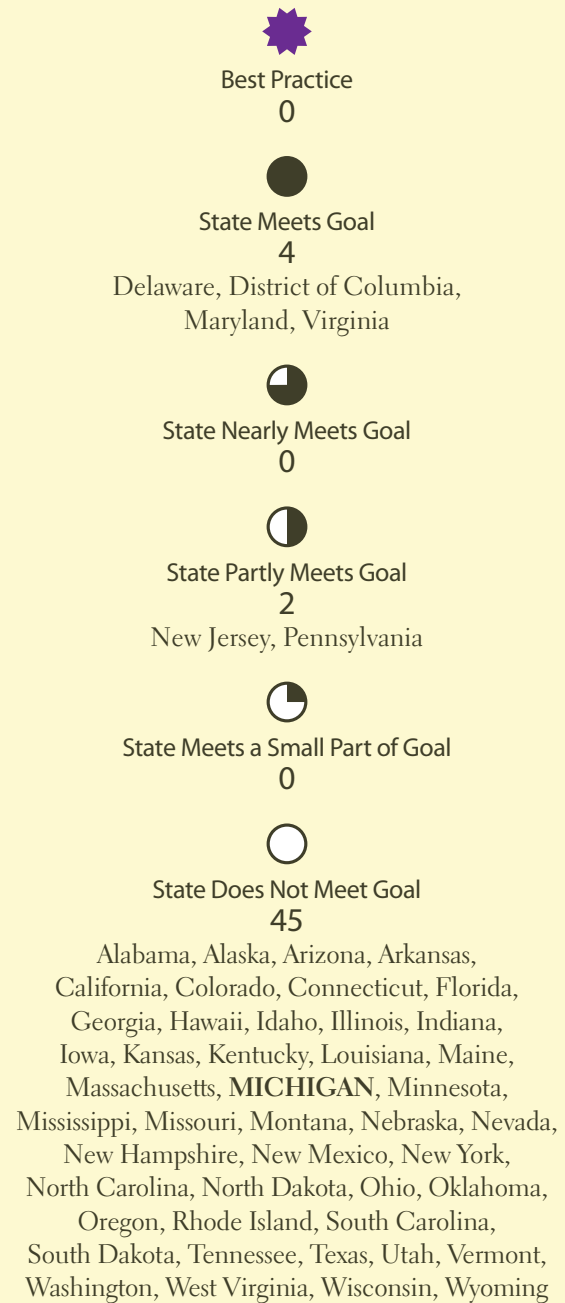 Best Practice
0
State Meets Goal
4
Delaware, District of Columbia,
Maryland, Virginia
State Nearly Meets Goal
0
State Partly Meets Goal
2
New Jersey, Pennsylvania
State Meets a Small Part of Goal
0
State Does Not Meet Goal
45
Alabama, Alaska, Arizona, Arkansas,
California, Colorado, Connecticut, Florida,
Georgia, Hawaii, Idaho, Illinois, Indiana,
Iowa, Kansas, Kentucky, Louisiana, Maine,
Massachusetts, MICHIGAN, Minnesota,
Mississippi, Missouri, Montana, Nebraska, Nevada,
New Hampshire, New Mexico, New York,
North Carolina, North Dakota, Ohio, Oklahoma,
Oregon, Rhode Island, South Carolina,
South Dakota, Tennessee, Texas, Utah, Vermont,
Washington, West Virginia, Wisconsin, Wyoming